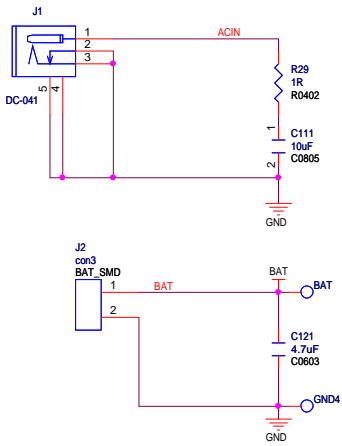 J1
1
ACIN
2
3
R29
1R
R0402
DC-041
5
4
1
C111
10uF
C0805
2
GND
J2
con3
BAT_SMD
BAT
1
BAT
BAT
2
C121
4.7uF
C0603
GND4
GND